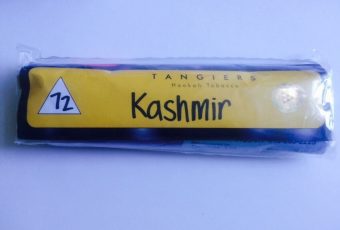 TANGIERS
Hookah Tobacco
Kashmir
72